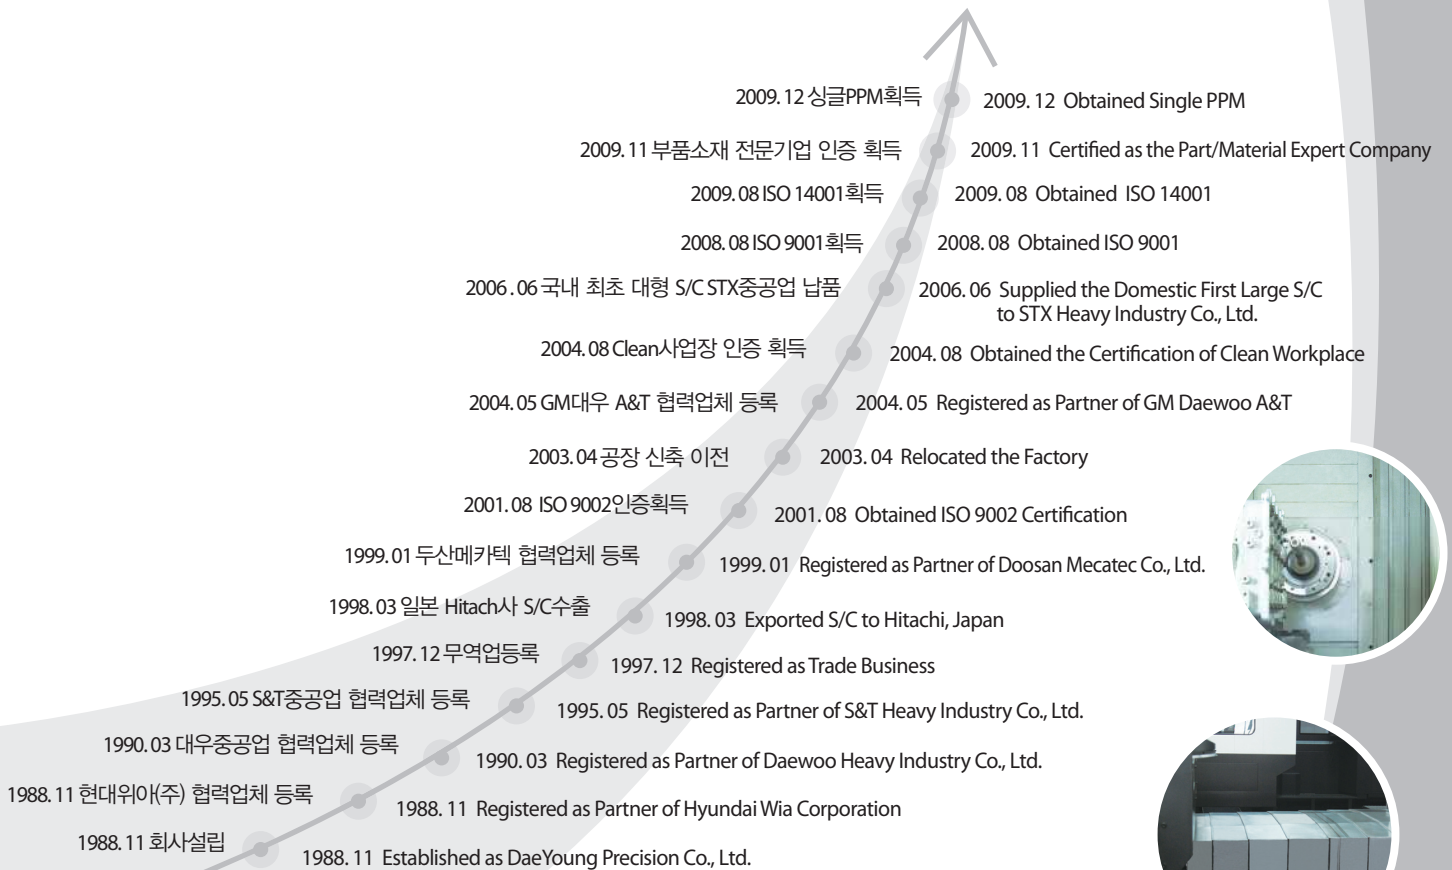 2009. 12 싱글PPM획득
2009. 12 Obtained Single PPM
2009. 11 부품소재 전문기업 인증 획득
2009. 11 Certified as the Part/Material Expert Company
2009. 08 ISO 14001획득
2009. 08 Obtained ISO 14001
2008. 08 ISO 9001획득
2008. 08 Obtained ISO 9001
2006. 06 국내 최초 대형 S/C STX중공업 납품
2006. 06 Supplied the Domestic First Large S/C
to STX Heavy Industry Co., Ltd.
2004. 08 Clean사업장 인증 획득
2004. 08 Obtained the Certification of Clean Workplace
2004. 05 GM대우 A&T 협력업체 등록
2004. 05 Registered as Partner of GM Daewoo A&T
2003. 04 공장 신축 이전
2003. 04 Relocated the Factory
2001. 08 ISO 9002인증획득
2001. 08 Obtained ISO 9002 Certification
1999. 01 두산메카텍 협력업체 등록
1999. 01 Registered as Partner of Doosan Mecatec Co., Ltd.
1998. 03 일본 Hitach사 S/C수출
1998. 03 Exported S/C to Hitachi, Japan
1997. 12 무역업등록
1997. 12 Registered as Trade Business
1995. 05 S&T중공업 협력업체 등록
1995. 05 Registered as Partner of S&T Heavy Industry Co., Ltd.
1990. 03 대우중공업 협력업체 등록
1990. 03 Registered as Partner of Daewoo Heavy Industry Co., Ltd.
1988. 11 현대위아(주) 협력업체 등록
1988. 11 Registered as Partner of Hyundai Wia Corporation
1988. 11 회사설립
1988. 11 Established as DaeYoung Precision Co., Ltd.